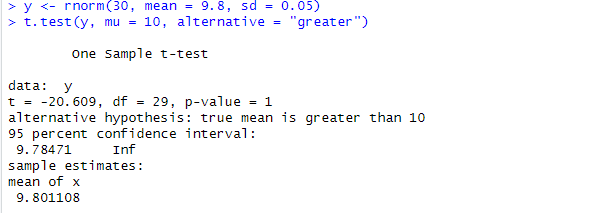 > y <- rnorm(30, mean = 9.8, sd = 0.05)
> t.test(y, mu = 10, alternative = "greater")
One Sample t-test
data:  y
t = -20.609, df = 29, p-value = 1
alternative hypothesis: true mean is greater than 10
95 percent confidence interval:
 9.78471     Inf
sample estimates:
mean of x
 9.801108